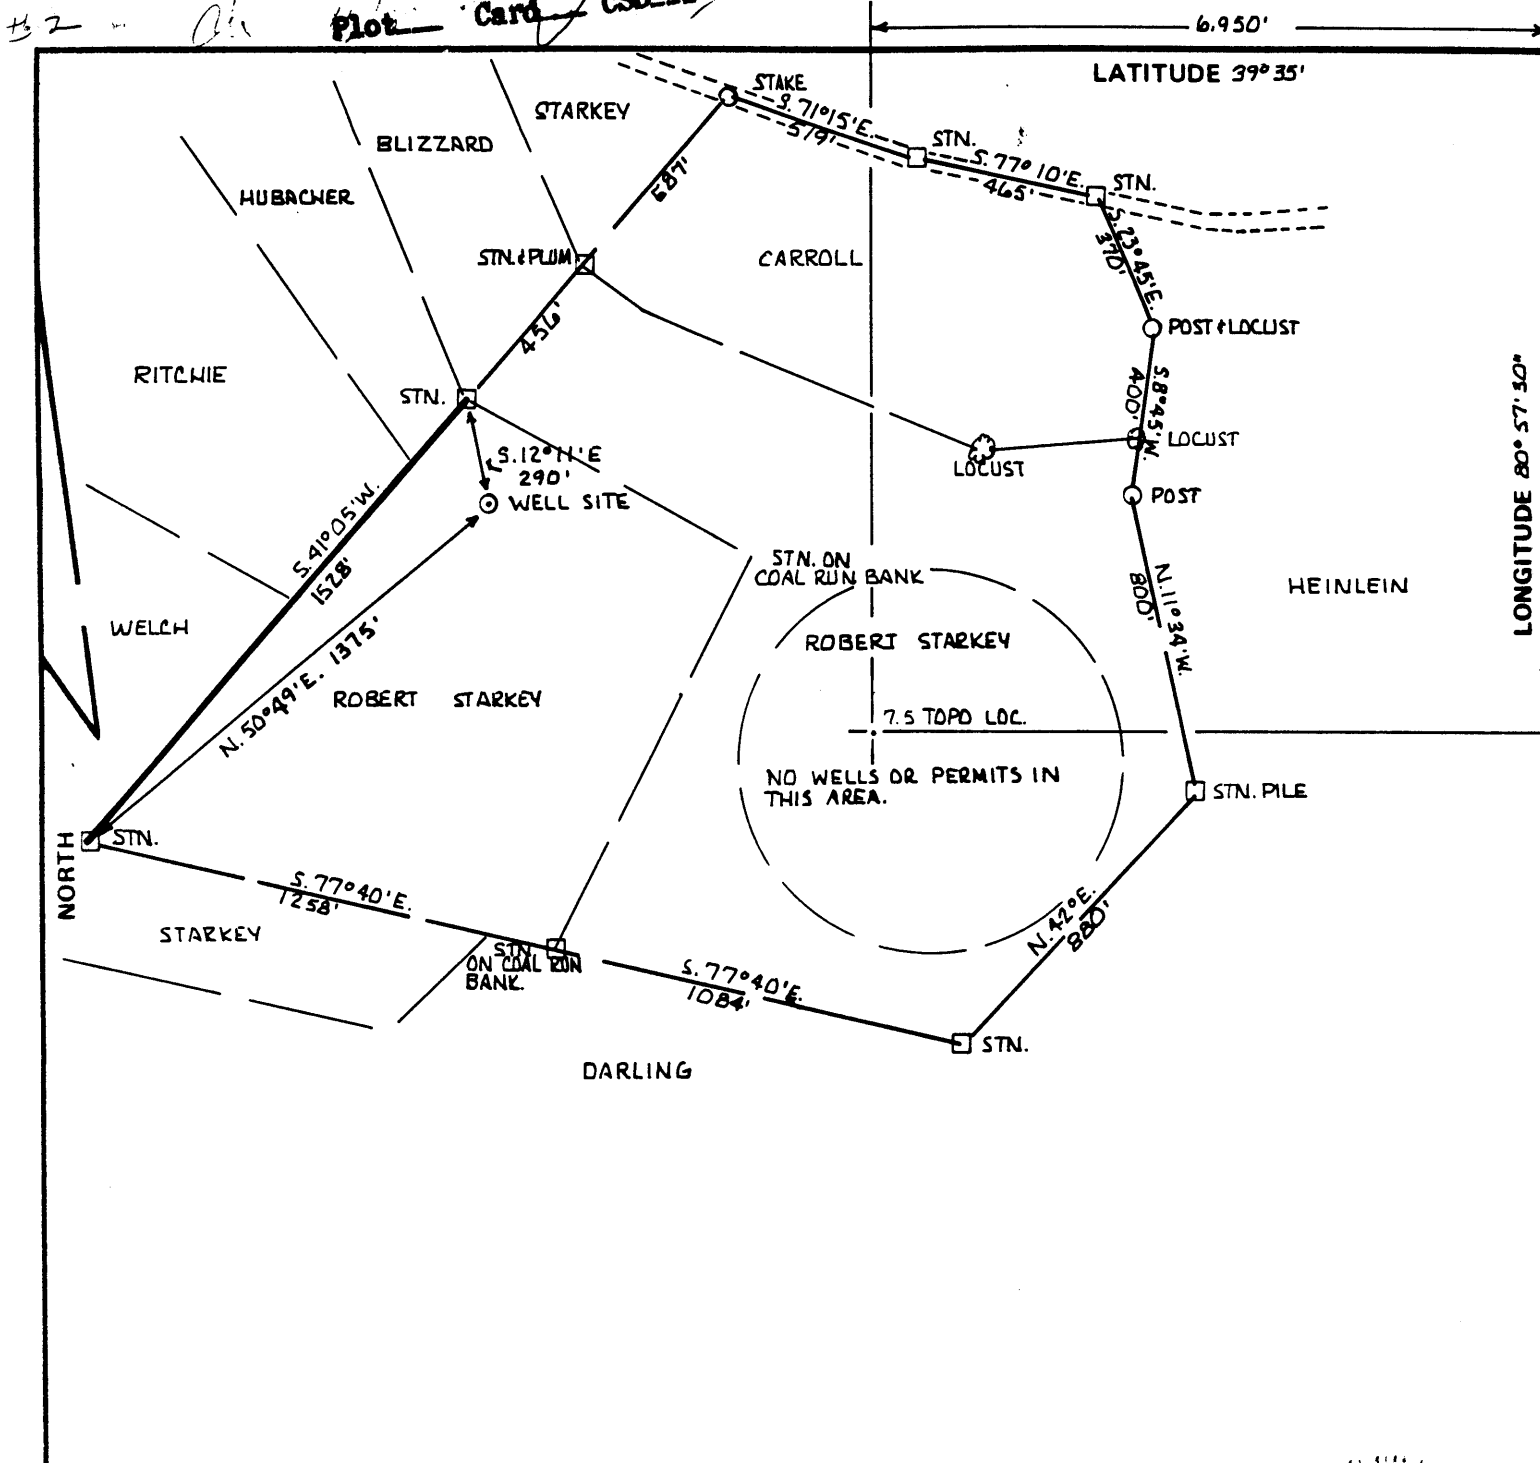 #2
Plot Card
6,950'
LATITUDE 39° 35'
STAKE
S. 71° 15' E.
579'
STN.
S. 77° 10' E.
465'
STN.
STARKEY
BLIZZARD
HUBACHER
687'
S. 23° 45' E.
370'
STN. & PLUM
CARROLL
POST & LOCUST
456'
RITCHIE
S. 8° 45' W.
400'
STN.
LOCUST
LOCUST
S. 12° 11' E
290'
WELL SITE
POST
LONGITUDE 80° 57' 30"
S. 41° 05' W.
1528'
STN. ON
COAL RUN BANK
N. 11° 34' W.
800'
HEINLEIN
WELCH
ROBERT STARKEY
N. 50° 49' E. 1375'
ROBERT STARKEY
7.5 TOPO LOC.
NO WELLS OR PERMITS IN
THIS AREA.
STN. PILE
STN.
NORTH
S. 77° 40' E.
1258'
STARKEY
STN.
ON COAL RUN
BANK.
N. 42° E.
880'
S. 77° 40' E.
1084'
STN.
DARLING